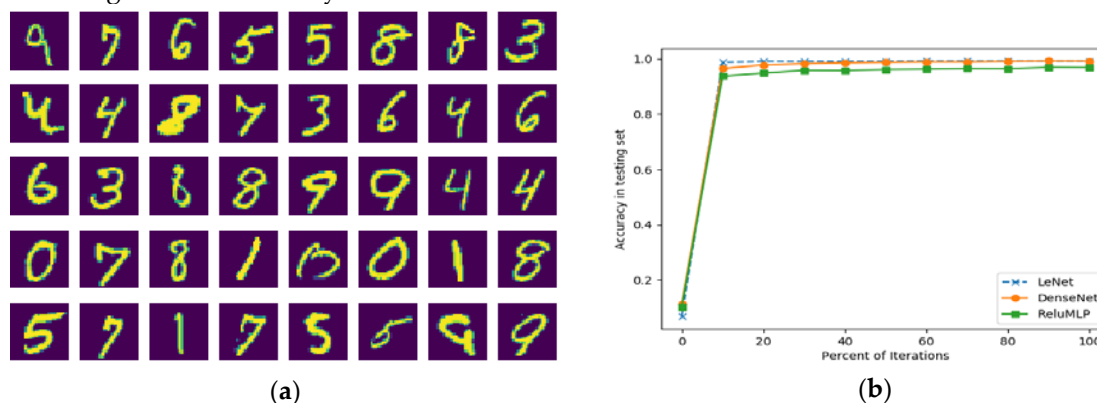 9 7 6 5 5 8 8 3
4 4 8 7 3 6 4 6
6 3 8 8 9 9 4 4
0 7 8 1 0 1 8
5 7 1 7 5 5 9 9
(a)
Accuracy in testing set
1.0
0.8
0.6
0.4
0.2
LeNet
DenseNet
ReluMLP
0 20 40 60 80 100
Percent of Iterations
(b)